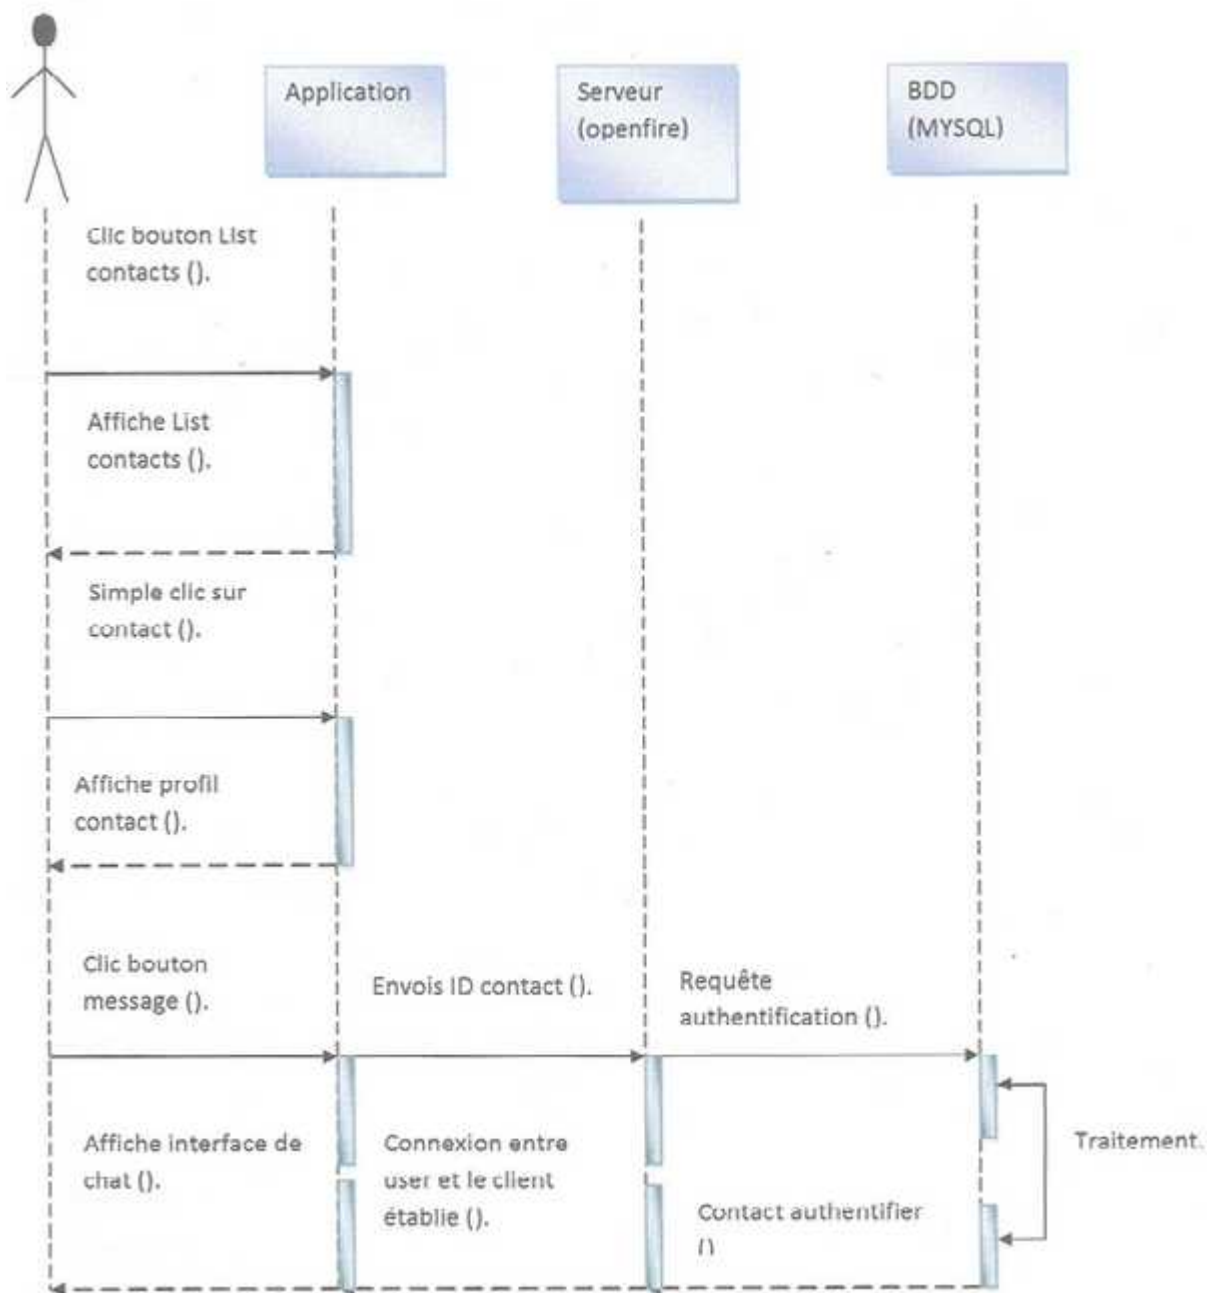 Application
Serveur
(openfire)
BDD
(MYSQL)
Clic bouton List
contacts ().
Affiche List
contacts ().
Simple clic sur
contact ().
Affiche profil
contact ().
Clic bouton
message ().
Envois ID contact ().
Requête
authentification ().
Affiche interface de
chat ().
Connexion entre
user et le client
établie ().
Contact authentifier
()
Traitement.